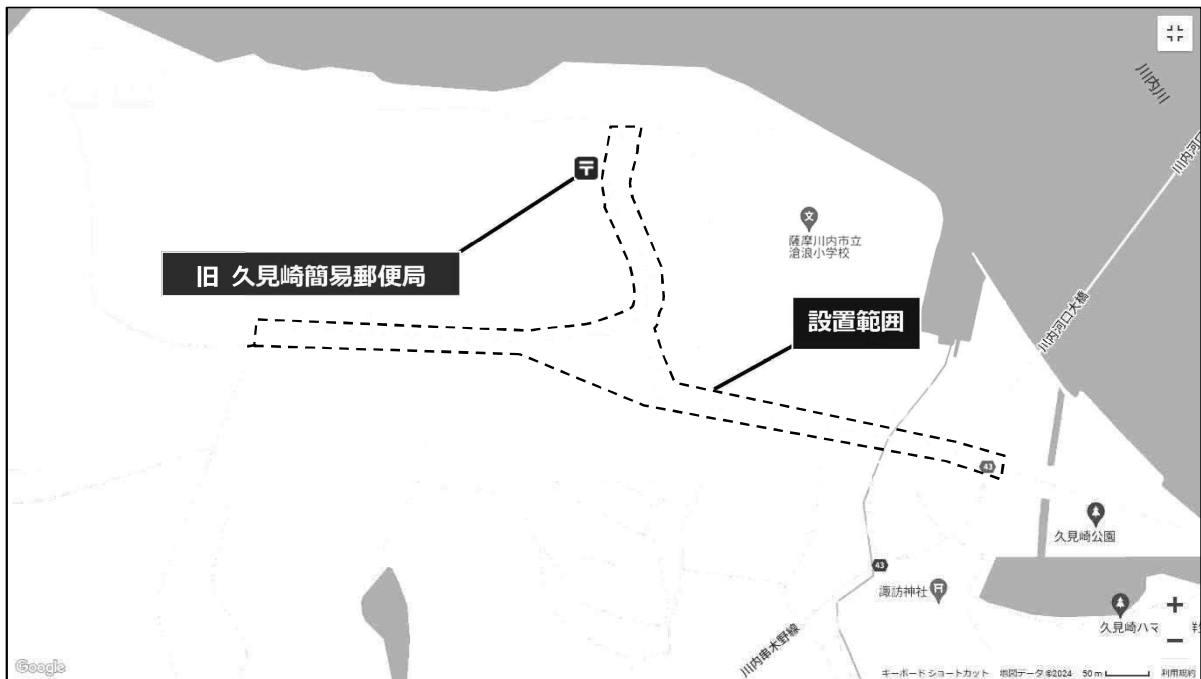 川内川
川内河口
薩摩川内市立
滄浪小学校
旧 久見崎簡易郵便局
設置範囲
川内河口大橋
43
久見崎公園
43
諏訪神社
久見崎ハマ
川内串木野線
Google
キーボード ショートカット 地図データ ©2024 50 m 利用規約